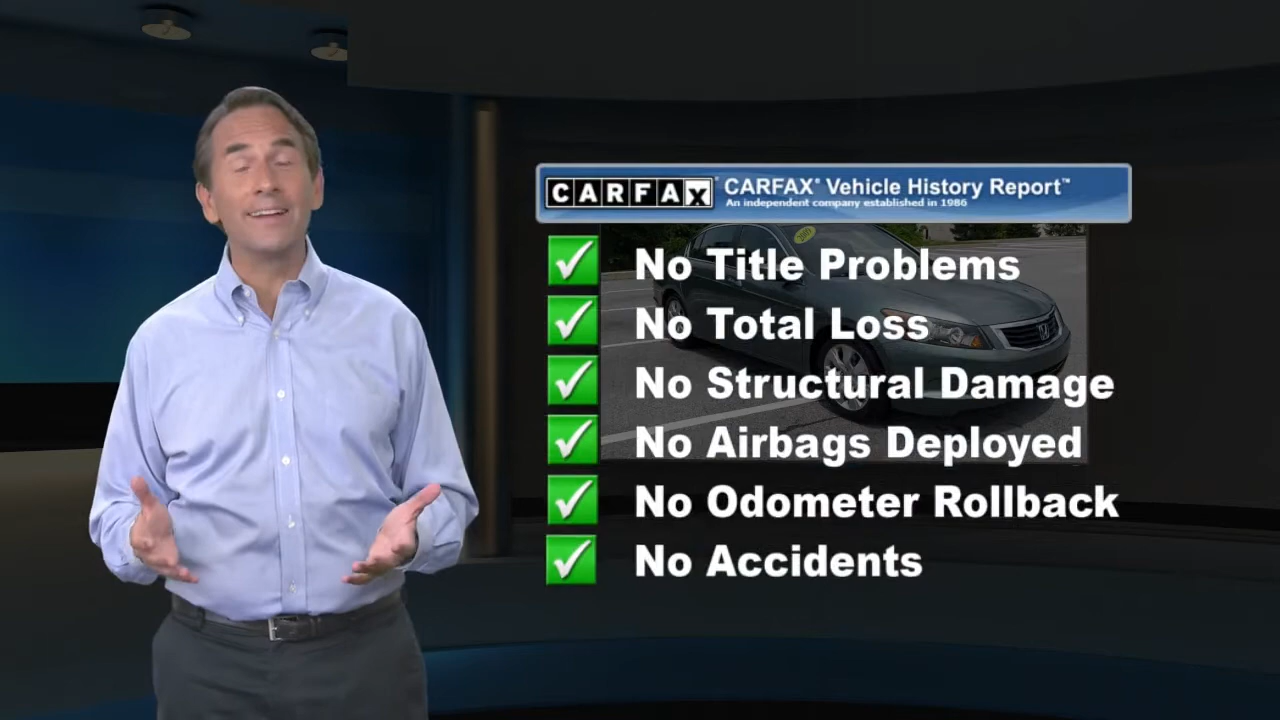 CARFAX® CARFAX® Vehicle History Report™
An independent company established in 1986
No Title Problems
No Total Loss
No Structural Damage
No Airbags Deployed
No Odometer Rollback
No Accidents